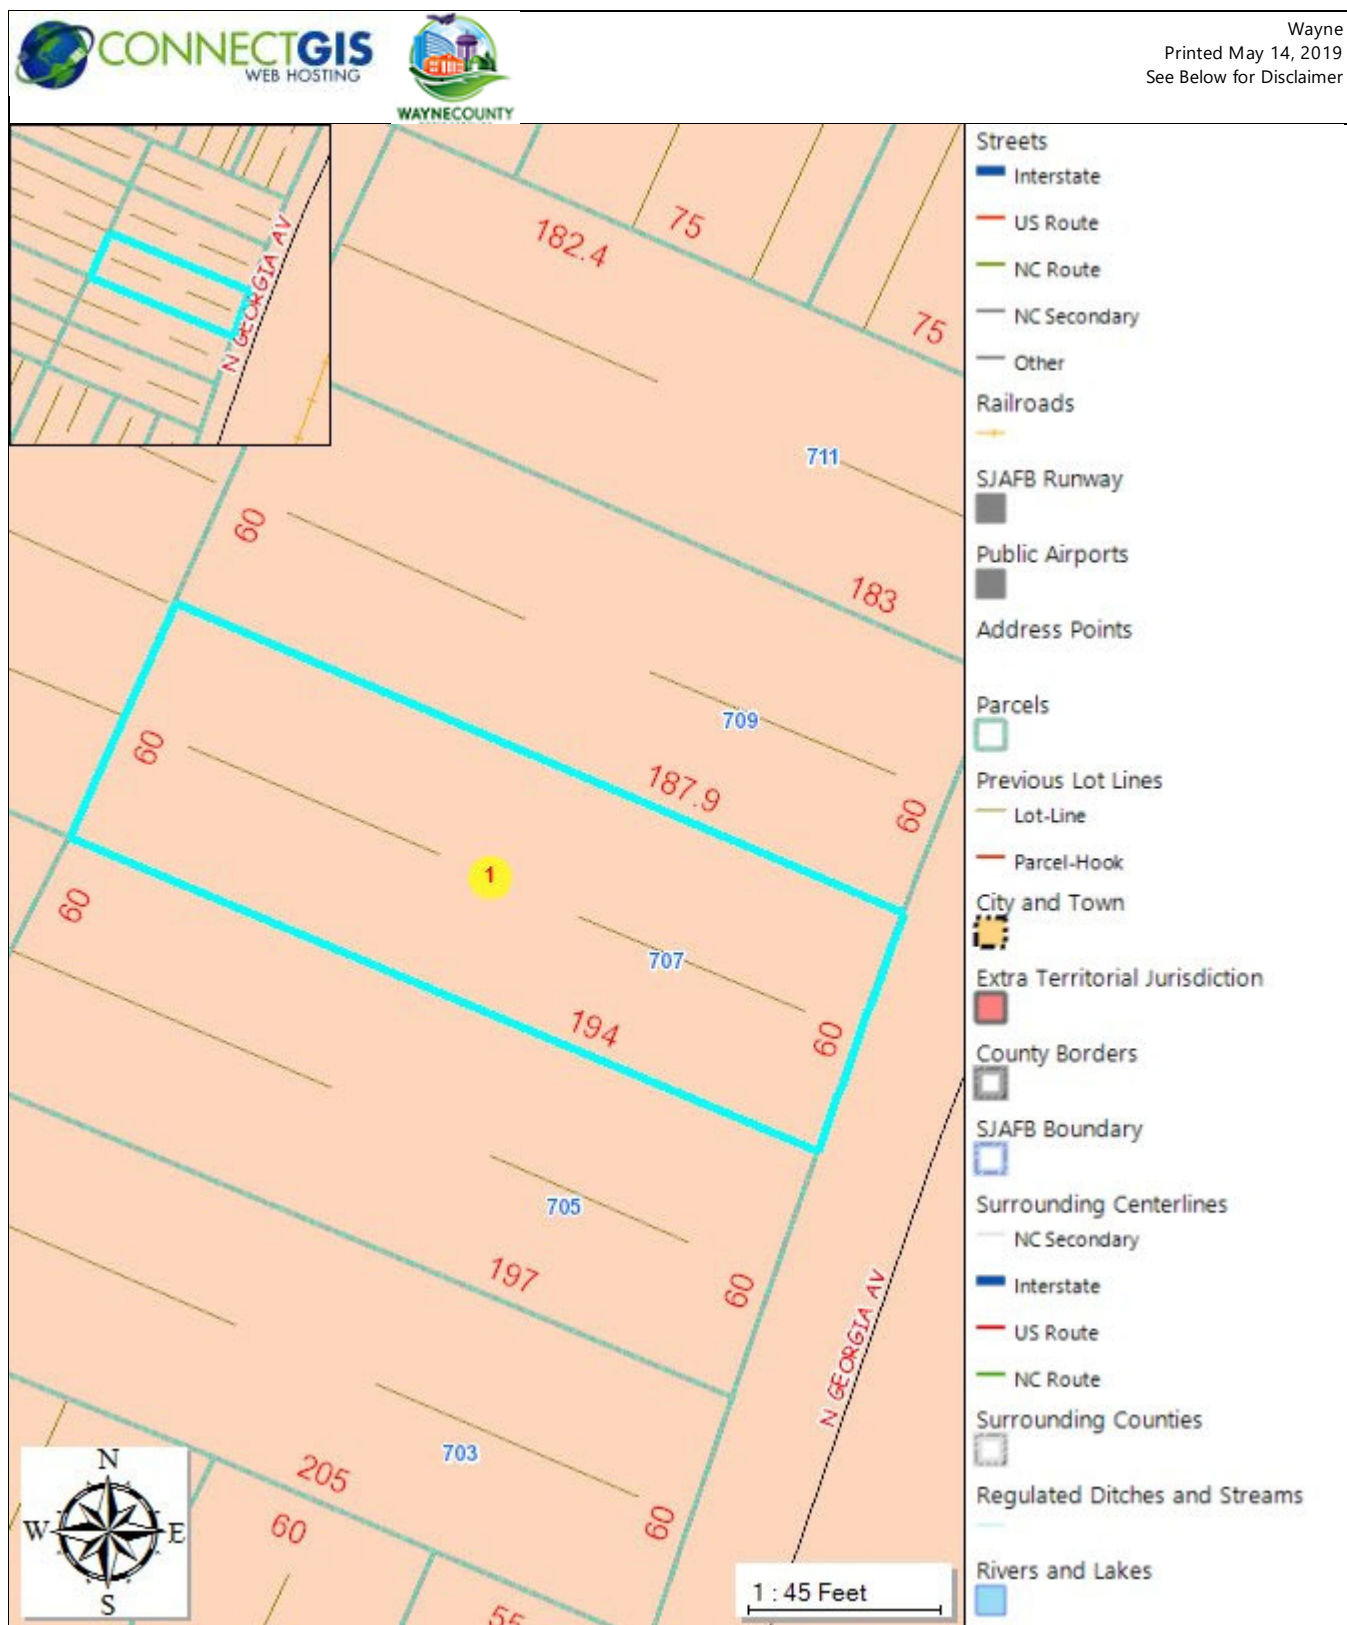 CONNECTGIS
WEB HOSTING
WAYNECOUNTY
Wayne
Printed May 14, 2019
See Below for Disclaimer
N GEORGIA AV
182.4
75
75
711
60
183
709
187.9
60
60
1
60
707
194
60
705
197
60
N GEORGIA AV
703
205
60
60
55
N
W
E
S
1 : 45 Feet
Streets
Interstate
US Route
NC Route
NC Secondary
Other
Railroads
SJAFB Runway
Public Airports
Address Points
Parcels
Previous Lot Lines
Lot-Line
Parcel-Hook
City and Town
Extra Territorial Jurisdiction
County Borders
SJAFB Boundary
Surrounding Centerlines
NC Secondary
Interstate
US Route
NC Route
Surrounding Counties
Regulated Ditches and Streams
Rivers and Lakes